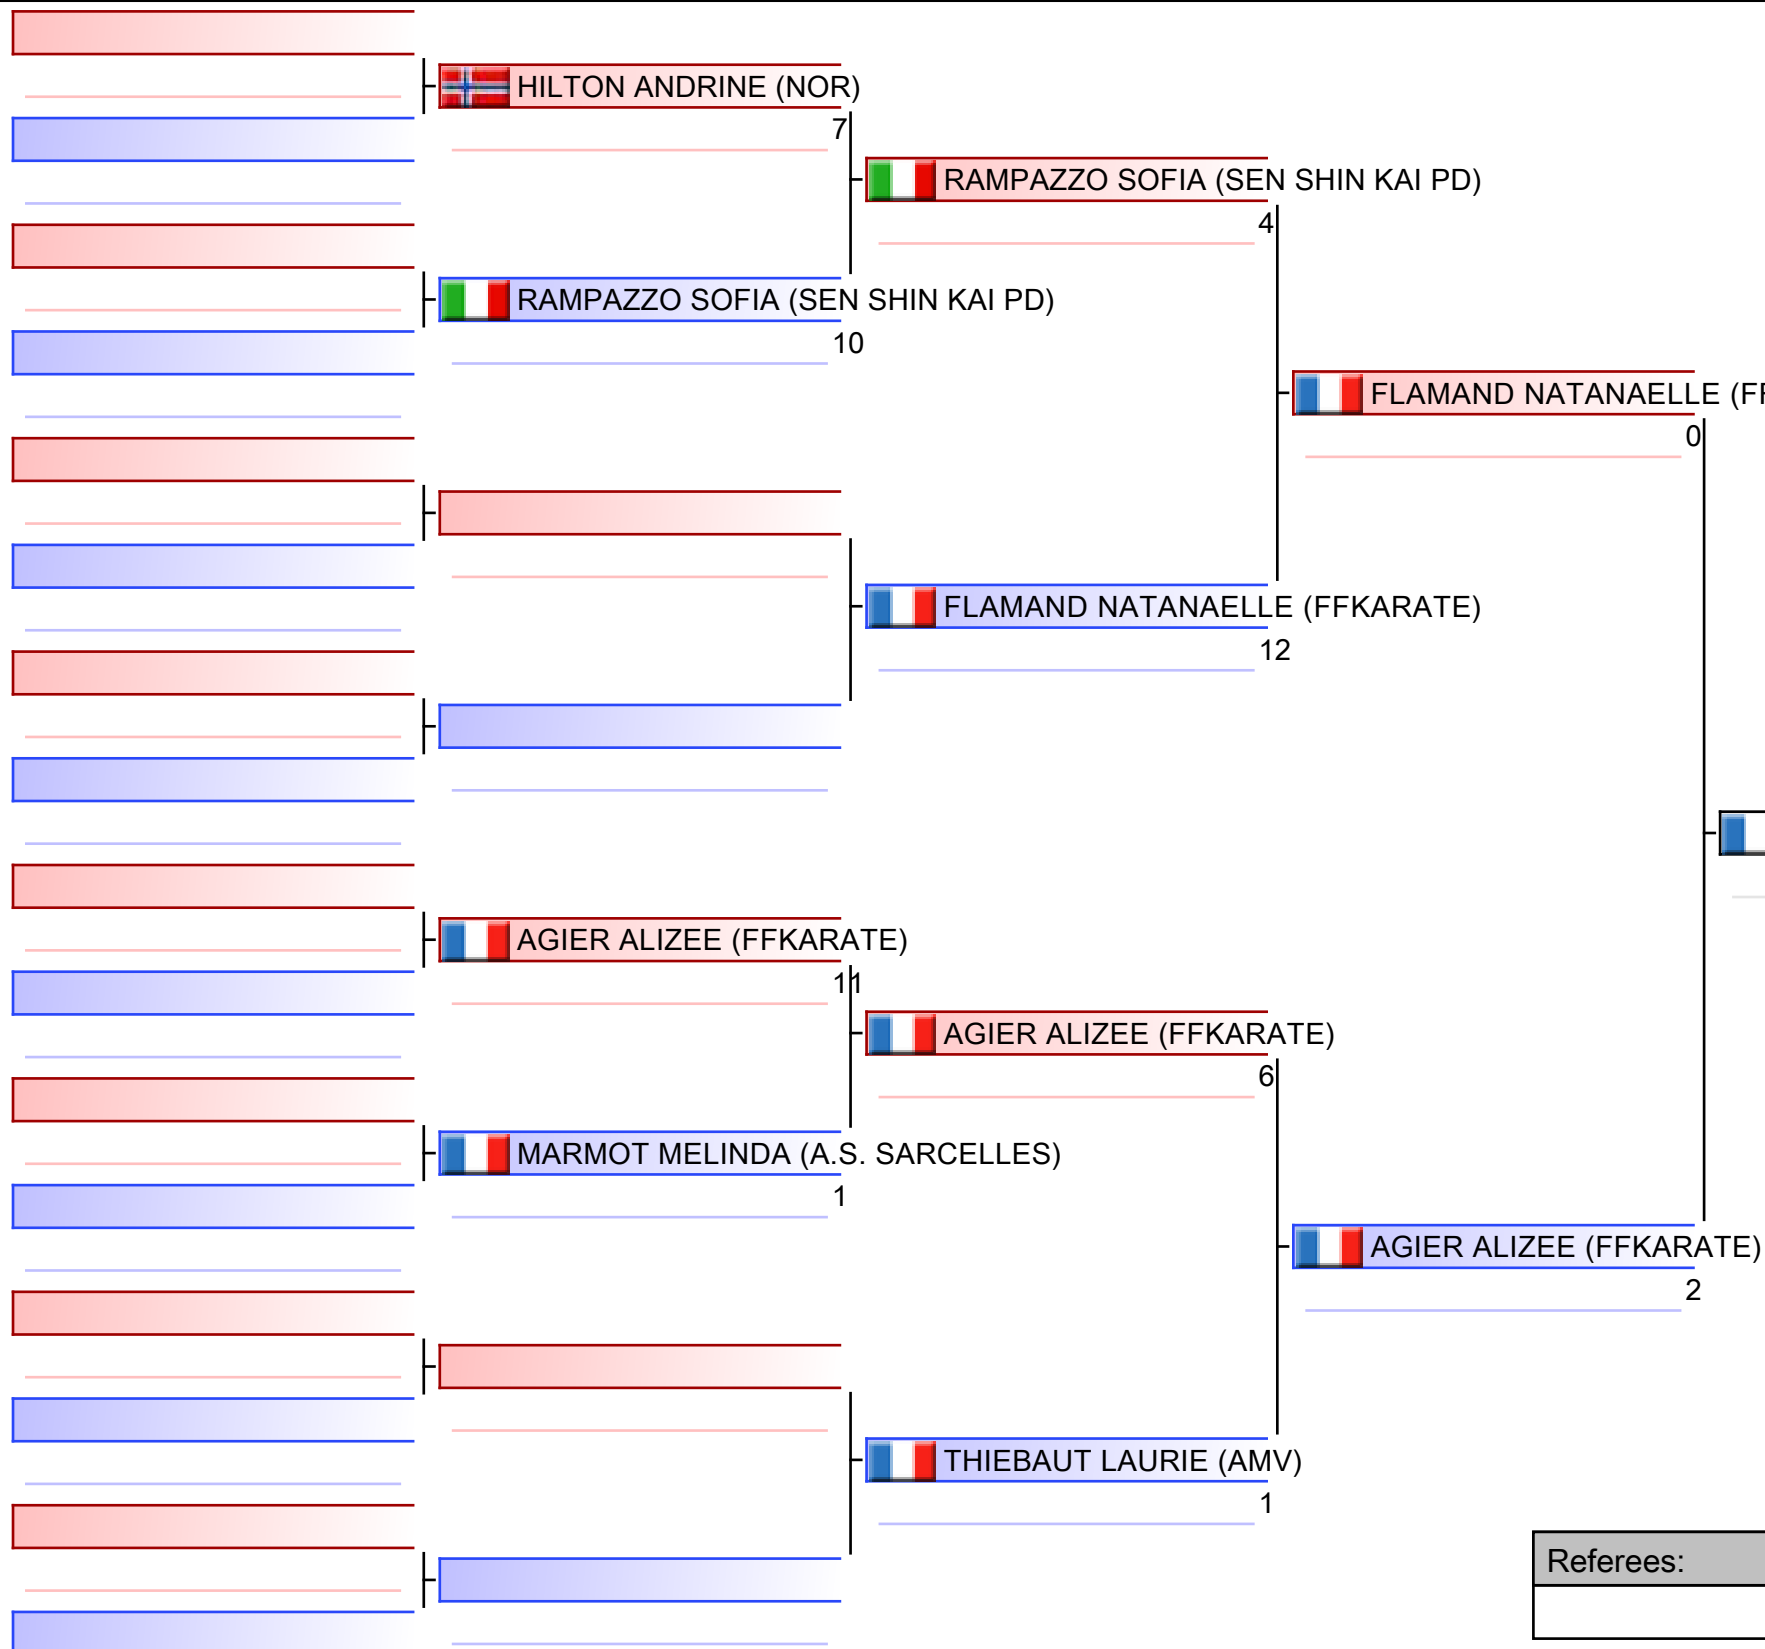 HILTON ANDRINE (NOR)
7
RAMPAZZO SOFIA (SEN SHIN KAI PD)
4
RAMPAZZO SOFIA (SEN SHIN KAI PD)
10
FLAMAND NATANAELLE (FF
0
FLAMAND NATANAELLE (FFKARATE)
12
AGIER ALIZEE (FFKARATE)
11
AGIER ALIZEE (FFKARATE)
6
MARMOT MELINDA (A.S. SARCELLES)
1
AGIER ALIZEE (FFKARATE)
2
THIEBAUT LAURIE (AMV)
1
Referees: